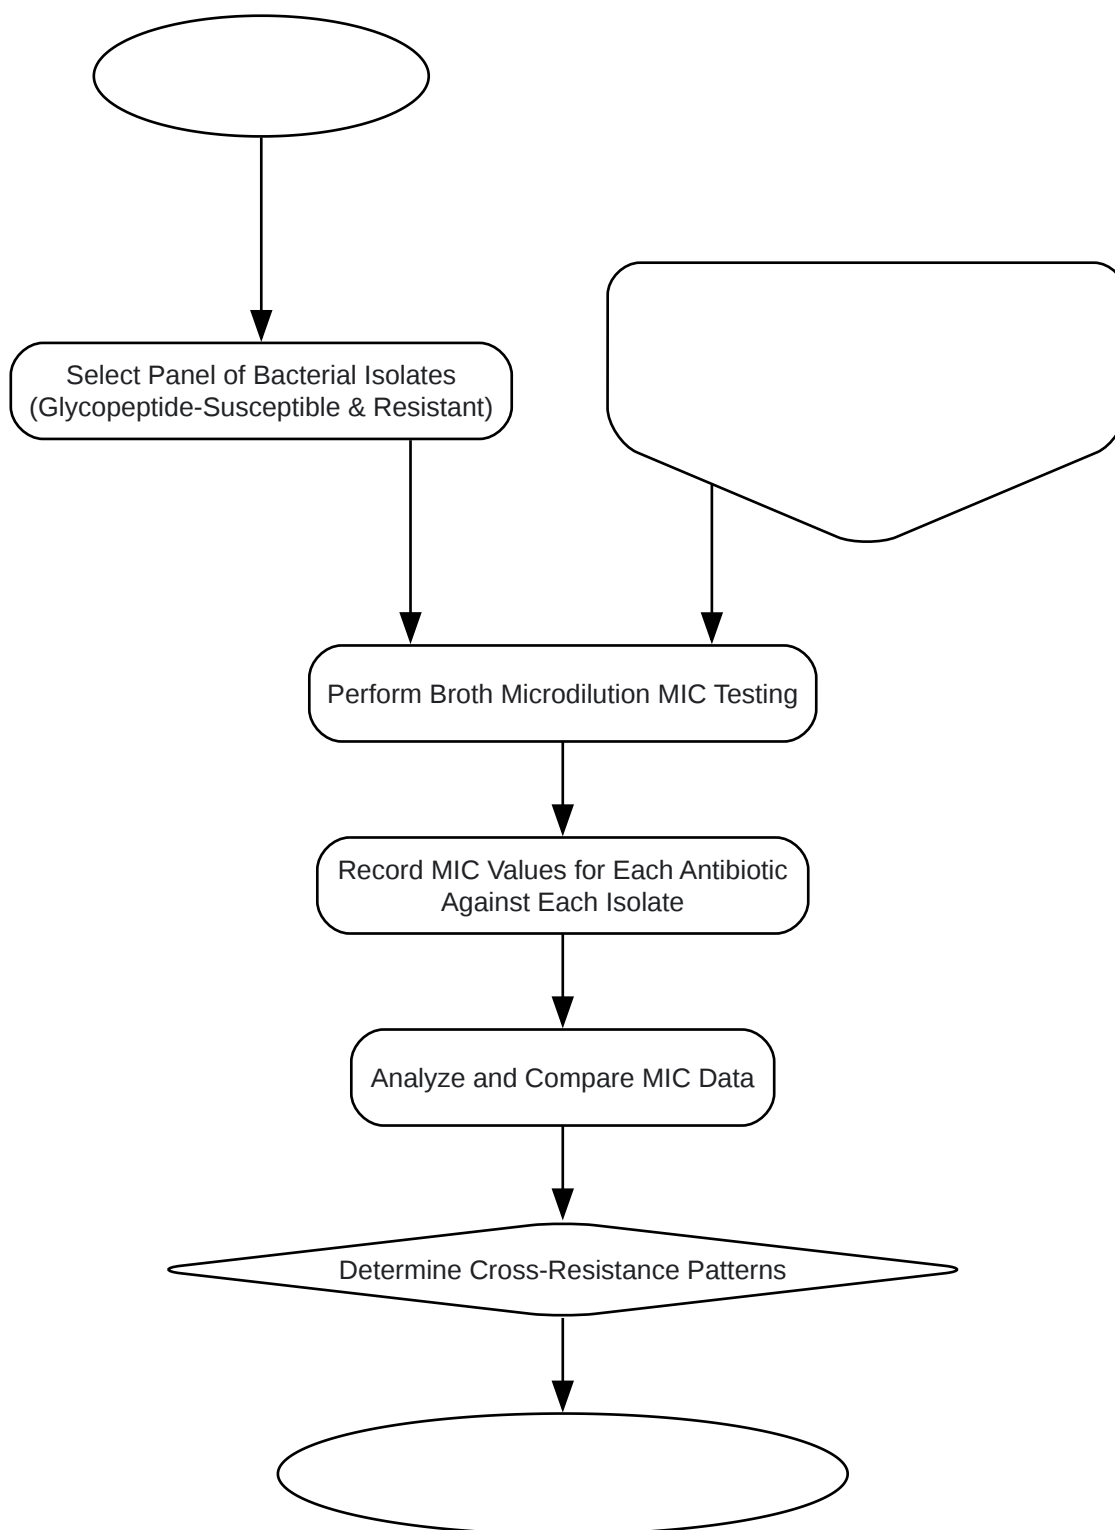 Select Panel of Bacterial Isolates
(Glycopeptide-Susceptible & Resistant)
Perform Broth Microdilution MIC Testing
Record MIC Values for Each Antibiotic
Against Each Isolate
Analyze and Compare MIC Data
Determine Cross-Resistance Patterns